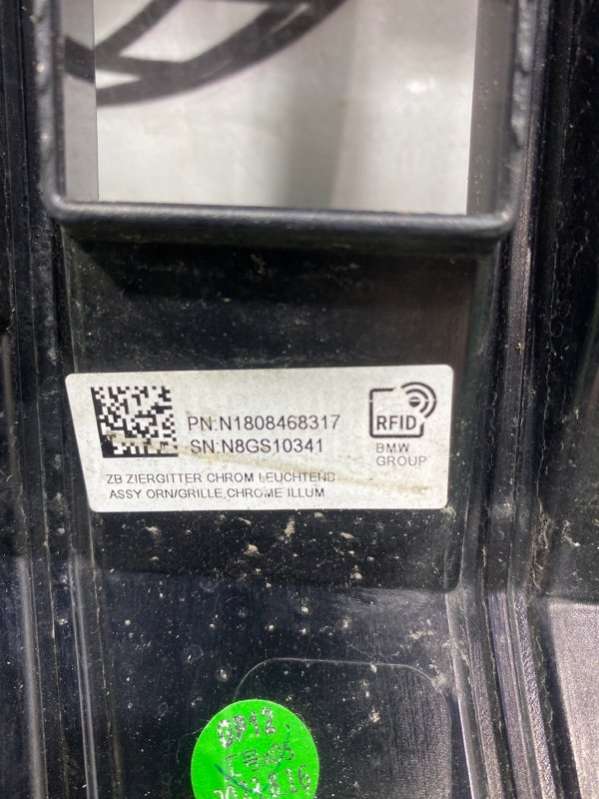 PN:N1808468317
SN:N8GS10341
RFID
BMW
GROUP
ZB ZIERGITTER CHROM LEUCHTEND
ASSY ORN/GRILLE,CHROME ILLUM